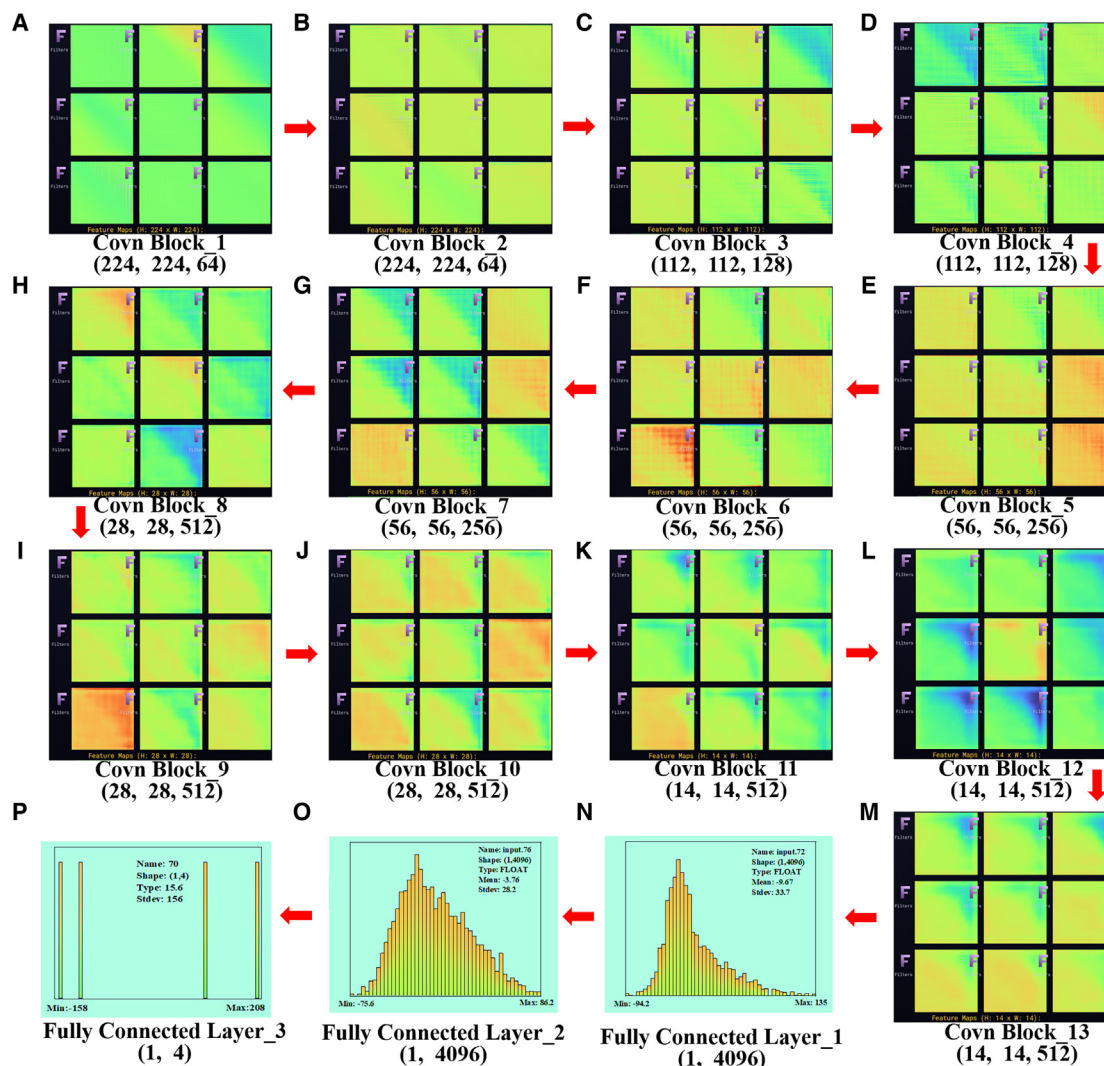 A
B
C
D
F Filters
Feature Maps (H: 224 x W: 224):
Feature Maps (H: 224 x W: 224):
Feature Maps (H: 112 x W: 112):
Feature Maps (H: 112 x W: 112):
Covn Block_1
(224, 224, 64)
Covn Block_2
(224, 224, 64)
Covn Block_3
(112, 112, 128)
Covn Block_4
(112, 112, 128)
H
G
F
E
Feature Maps (H: 28 x W: 28):
Feature Maps (H: 56 x W: 56):
Feature Maps (H: 56 x W: 56):
Feature Maps (H: 56 x W: 56):
Covn Block_8
(28, 28, 512)
Covn Block_7
(56, 56, 256)
Covn Block_6
(56, 56, 256)
Covn Block_5
(56, 56, 256)
I
J
K
L
Feature Maps (H: 28 x W: 28):
Feature Maps (H: 28 x W: 28):
Feature Maps (H: 14 x W: 14):
Feature Maps (H: 14 x W: 14):
Covn Block_9
(28, 28, 512)
Covn Block_10
(28, 28, 512)
Covn Block_11
(14, 14, 512)
Covn Block_12
(14, 14, 512)
P
Name: 70
Shape: (1,4)
Type: 15.6
Stdev: 156
Min:-158
Max:208
Fully Connected Layer_3
(1, 4)
O
Name: input.76
Shape: (1,4096)
Type: FLOAT
Mean: -3.76
Stdev: 28.2
Min: -75.6
Max: 86.2
Fully Connected Layer_2
(1, 4096)
N
Name: input.72
Shape: (1,4096)
Type: FLOAT
Mean: -9.67
Stdev: 33.7
Min: -94.2
Max: 135
Fully Connected Layer_1
(1, 4096)
M
Feature Maps (H: 14 x W: 14):
Covn Block_13
(14, 14, 512)